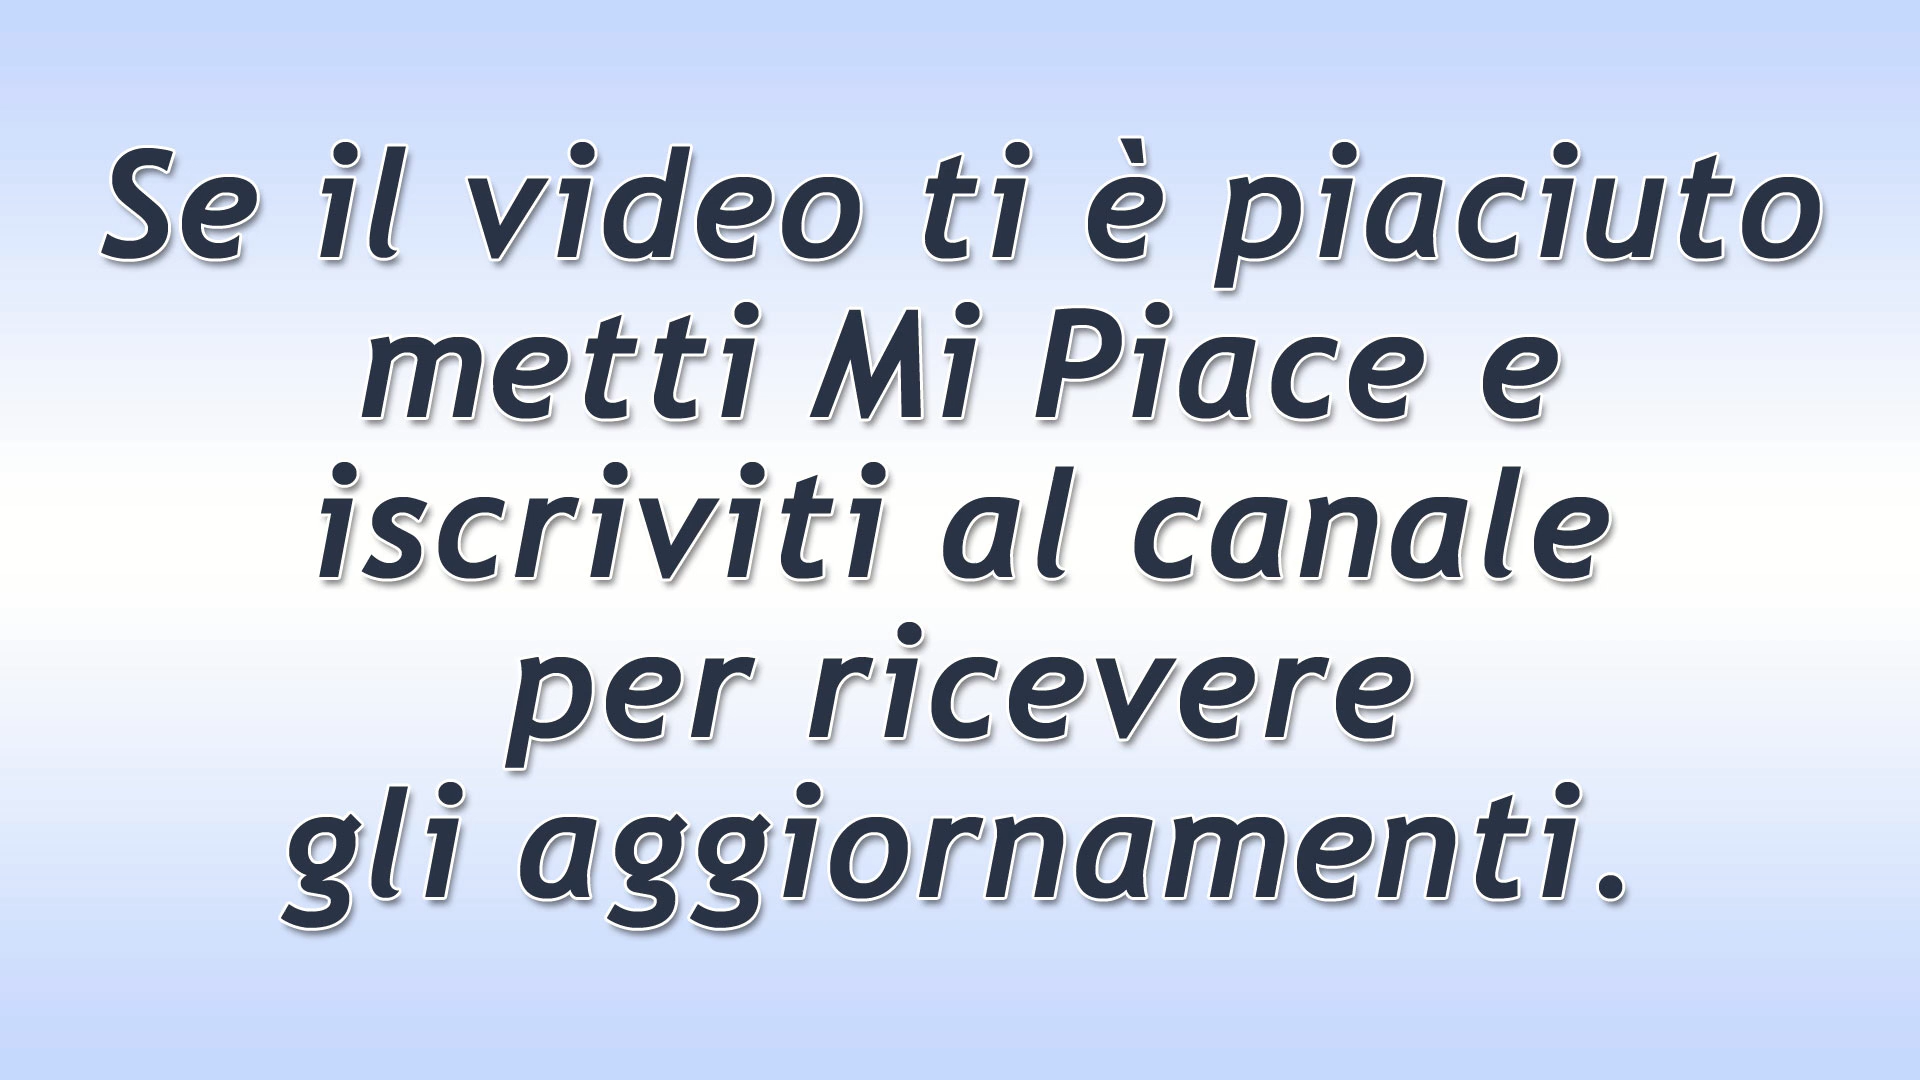 Se il video ti è piaciuto
metti Mi Piace e
iscriviti al canale
per ricevere
gli aggiornamenti.